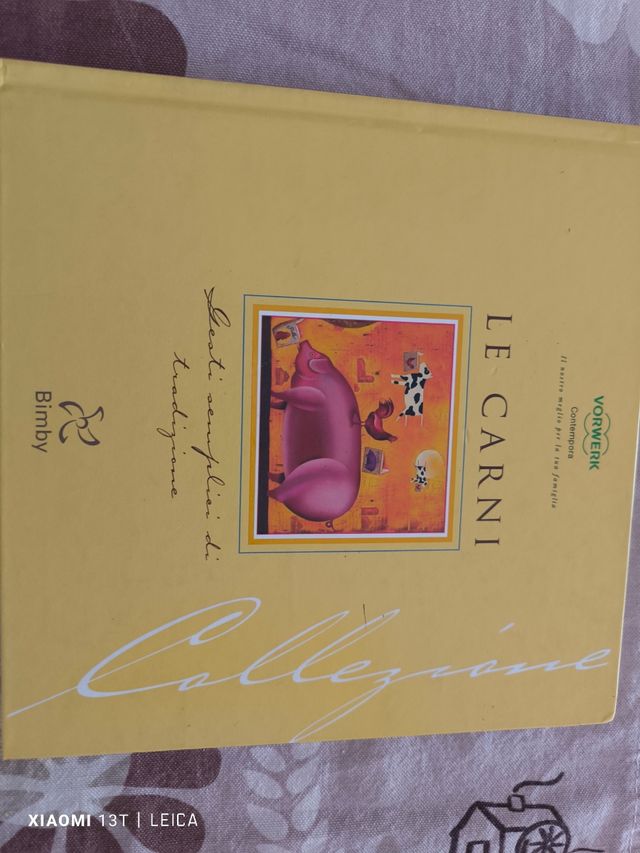 VORWERK
Contempora
Il nostro meglio per la tua famiglia
LE CARNI
Gesti semplici di
tradizione
Bimby
Collezione
XIAOMI 13T | LEICA